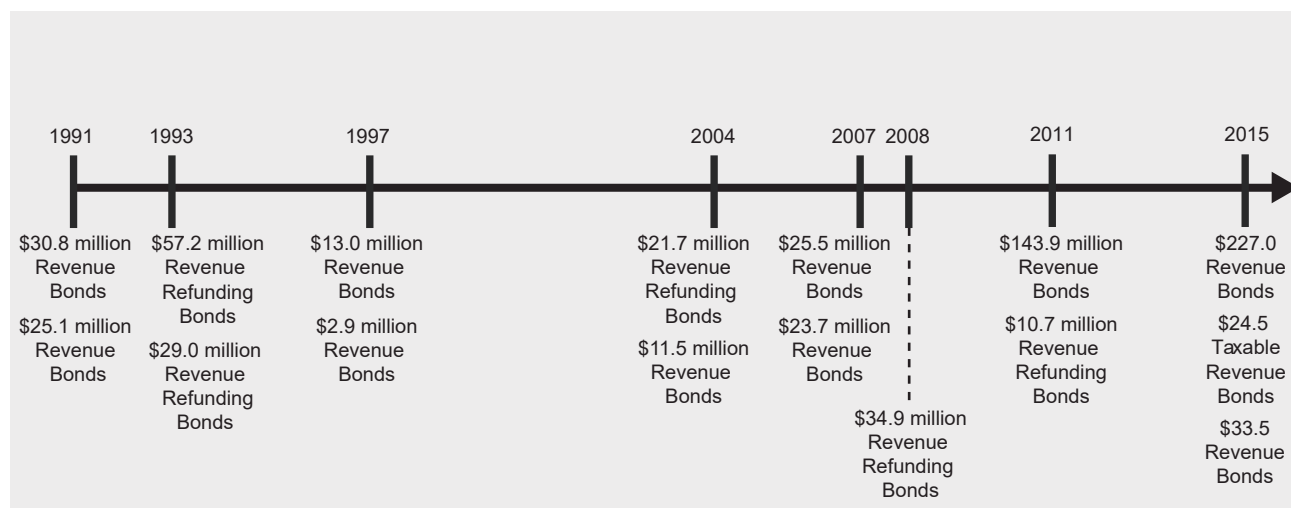 1991
1993
1997
2004
2007
2008
2011
2015
$30.8 million
Revenue
Bonds
$25.1 million
Revenue
Bonds
$57.2 million
Revenue
Refunding
Bonds
$29.0 million
Revenue
Refunding
Bonds
$13.0 million
Revenue
Bonds
$2.9 million
Revenue
Bonds
$21.7 million
Revenue
Refunding
Bonds
$11.5 million
Revenue
Bonds
$25.5 million
Revenue
Bonds
$23.7 million
Revenue
Bonds
$34.9 million
Revenue
Refunding
Bonds
$143.9 million
Revenue
Bonds
$10.7 million
Revenue
Refunding
Bonds
$227.0
Revenue
Bonds
$24.5
Taxable
Revenue
Bonds
$33.5
Revenue
Bonds